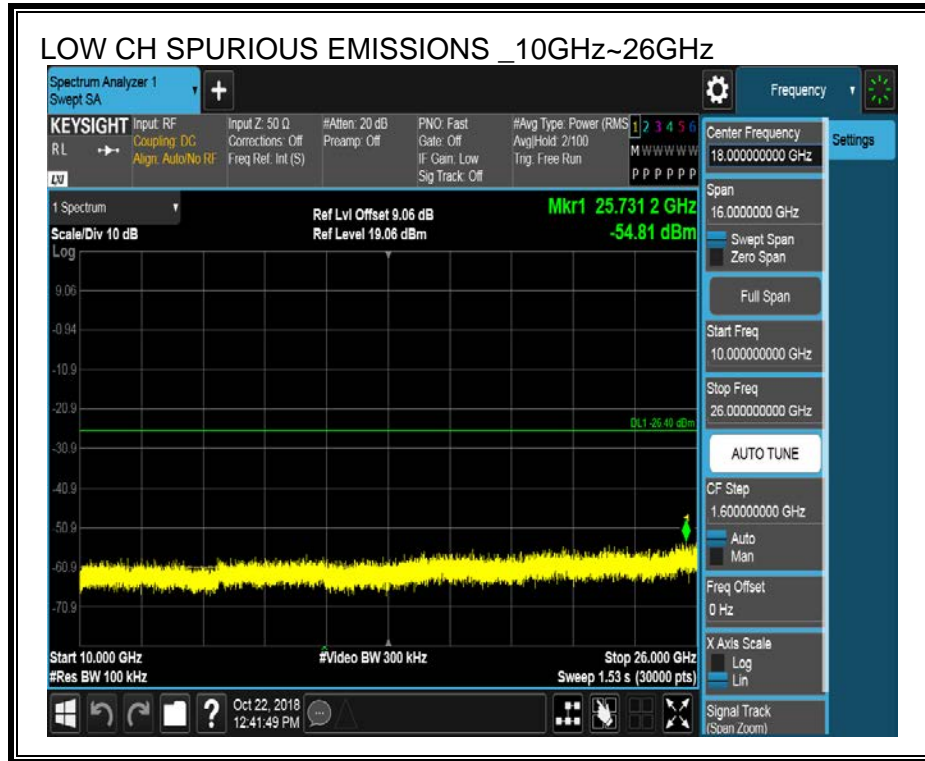 LOW CH SPURIOUS EMISSIONS _10GHz~26GHz
Spectrum Analyzer 1
Swept SA
+
Frequency
KEYSIGHT
RL
LXI
Input: RF
Coupling: DC
Align: Auto/No RF
Input Z: 50 Ω
Corrections: Off
Freq Ref: Int (S)
#Atten: 20 dB
Preamp: Off
PNO: Fast
Gate: Off
IF Gain: Low
Sig Track: Off
#Avg Type: Power (RMS
Avg|Hold: 2/100
Trig: Free Run
1 2 3 4 5 6
M W W W W W
P P P P P P
1 Spectrum
Scale/Div 10 dB
Log
Ref Lvl Offset 9.06 dB
Ref Level 19.06 dBm
Mkr1 25.731 2 GHz
-54.81 dBm
9.06
-0.94
-10.9
-20.9
-30.9
-40.9
-50.9
-60.9
-70.9
DL1 -26.40 dBm
1
Start 10.000 GHz
#Res BW 100 kHz
#Video BW 300 kHz
Stop 26.000 GHz
Sweep 1.53 s (30000 pts)
?
Oct 22, 2018
12:41:49 PM
Center Frequency
18.000000000 GHz
Settings
Span
16.0000000 GHz
Swept Span
Zero Span
Full Span
Start Freq
10.000000000 GHz
Stop Freq
26.000000000 GHz
AUTO TUNE
CF Step
1.600000000 GHz
Auto
Man
Freq Offset
0 Hz
X Axis Scale
Log
Lin
Signal Track
(Span Zoom)